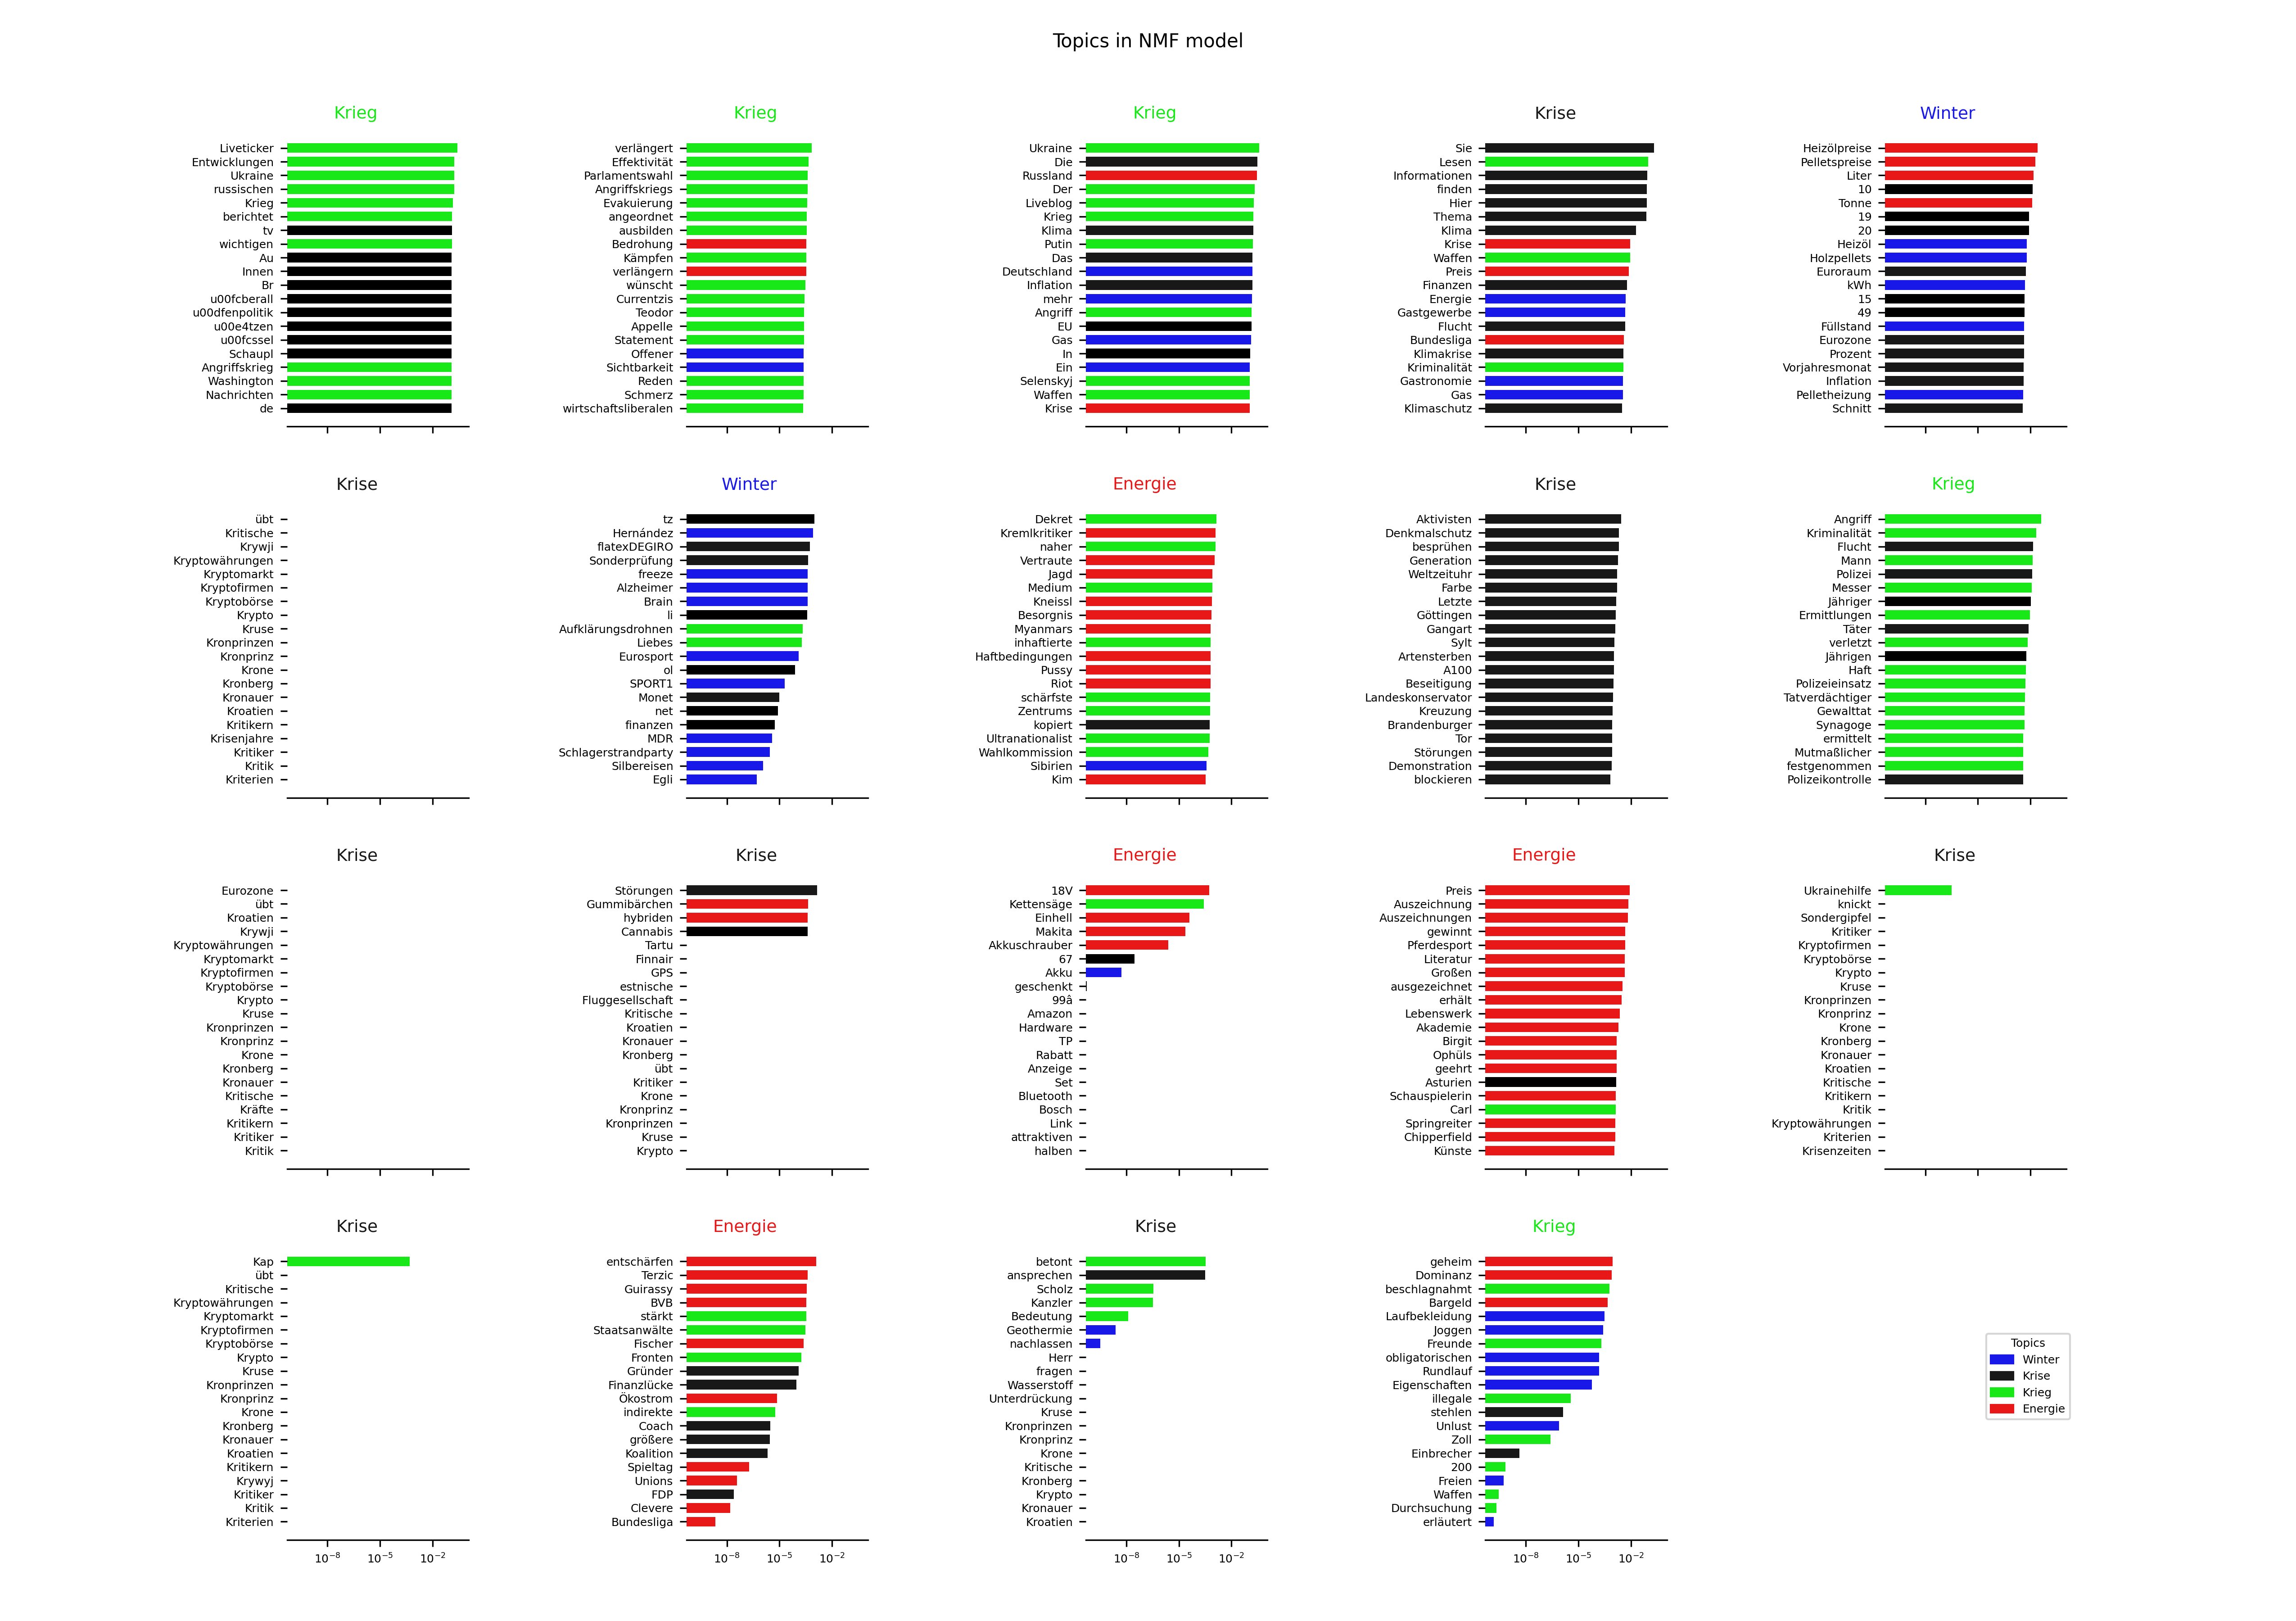 Topics in NMF model
Krieg
Liveticker
Entwicklungen
Ukraine
russischen
Krieg
berichtet
tv
wichtigen
Au
Innen
Br
u00fcberall
u00dfenpolitik
u00e4tzen
u00fcssel
Schaupl
Angriffskrieg
Washington
Nachrichten
de
Krieg
verlängert
Effektivität
Parlamentswahl
Angriffskriegs
Evakuierung
angeordnet
ausbilden
Bedrohung
Kämpfen
verlängern
wünscht
Currentzis
Teodor
Appelle
Statement
Offener
Sichtbarkeit
Reden
Schmerz
wirtschaftsliberalen
Krieg
Ukraine
Die
Russland
Der
Liveblog
Krieg
Klima
Putin
Das
Deutschland
Inflation
mehr
Angriff
EU
Gas
In
Ein
Selenskyj
Waffen
Krise
Krise
Sie
Lesen
Informationen
finden
Hier
Thema
Klima
Krise
Waffen
Preis
Finanzen
Energie
Gastgewerbe
Flucht
Bundesliga
Klimakrise
Kriminalität
Gastronomie
Gas
Klimaschutz
Winter
Heizölpreise
Pelletspreise
Liter
10
Tonne
19
20
Heizöl
Holzpellets
Euroraum
kWh
15
49
Füllstand
Eurozone
Prozent
Vorjahresmonat
Inflation
Pelletheizung
Schnitt
Krise
übt
Kritische
Krywji
Kryptowährungen
Kryptomarkt
Kryptofirmen
Kryptobörse
Krypto
Kruse
Kronprinzen
Kronprinz
Krone
Kronberg
Kronauer
Kroatien
Kritikern
Krisenjahre
Kritiker
Kritik
Kriterien
Winter
tz
Hernández
flatexDEGIRO
Sonderprüfung
freeze
Alzheimer
Brain
li
Aufklärungsdrohnen
Liebes
Eurosport
ol
SPORT1
Monet
net
finanzen
MDR
Schlagerstrandparty
Silbereisen
Egli
Energie
Dekret
Kremlkritiker
naher
Vertraute
Jagd
Medium
Kneissl
Besorgnis
Myanmars
inhaftierte
Haftbedingungen
Pussy
Riot
schärfste
Zentrums
kopiert
Ultranationalist
Wahlkommission
Sibirien
Kim
Krise
Aktivisten
Denkmalschutz
besprühen
Generation
Weltzeituhr
Farbe
Letzte
Göttingen
Gangart
Sylt
Artensterben
A100
Beseitigung
Landeskonservator
Kreuzung
Brandenburger
Tor
Störungen
Demonstration
blockieren
Krieg
Angriff
Kriminalität
Flucht
Mann
Polizei
Messer
Jähriger
Ermittlungen
Täter
verletzt
Jährigen
Haft
Polizeieinsatz
Tatverdächtiger
Gewalttat
Synagoge
ermittelt
Mutmaßlicher
festgenommen
Polizeikontrolle
Krise
Eurozone
übt
Kroatien
Krywji
Kryptowährungen
Kryptomarkt
Kryptofirmen
Kryptobörse
Krypto
Kruse
Kronprinzen
Kronprinz
Krone
Kronberg
Kronauer
Kritische
Kräfte
Kritikern
Kritiker
Kritik
Krise
Störungen
Gummibärchen
hybriden
Cannabis
Tartu
Finnair
GPS
estnische
Fluggesellschaft
Kritische
Kroatien
Kronauer
Kronberg
übt
Kritiker
Krone
Kronprinz
Kronprinzen
Kruse
Krypto
Energie
18V
Kettensäge
Einhell
Makita
Akkuschrauber
67
Akku
geschenkt
99â
Amazon
Hardware
TP
Rabatt
Anzeige
Set
Bluetooth
Bosch
Link
attraktiven
halben
Energie
Preis
Auszeichnung
Auszeichnungen
gewinnt
Pferdesport
Literatur
Großen
ausgezeichnet
erhält
Lebenswerk
Akademie
Birgit
Ophüls
geehrt
Asturien
Schauspielerin
Carl
Springreiter
Chipperfield
Künste
Krise
Ukrainehilfe
knickt
Sondergipfel
Kritiker
Kryptofirmen
Kryptobörse
Krypto
Kruse
Kronprinzen
Kronprinz
Krone
Kronberg
Kronauer
Kroatien
Kritische
Kritikern
Kritik
Kryptowährungen
Kriterien
Krisenzeiten
Krise
Kap
übt
Kritische
Kryptowährungen
Kryptomarkt
Kryptofirmen
Kryptobörse
Krypto
Kruse
Kronprinzen
Kronprinz
Krone
Kronberg
Kronauer
Kroatien
Kritikern
Krywyj
Kritiker
Kritik
Kriterien
10⁻⁸ 10⁻⁵ 10⁻²
Energie
entschärfen
Terzic
Guirassy
BVB
stärkt
Staatsanwälte
Fischer
Fronten
Gründer
Finanzlücke
Ökostrom
indirekte
Coach
größere
Koalition
Spieltag
Unions
FDP
Clevere
Bundesliga
10⁻⁸ 10⁻⁵ 10⁻²
Krise
betont
ansprechen
Scholz
Kanzler
Bedeutung
Geothermie
nachlassen
Herr
fragen
Wasserstoff
Unterdrückung
Kruse
Kronprinzen
Kronprinz
Krone
Kritische
Kronberg
Krypto
Kronauer
Kroatien
10⁻⁸ 10⁻⁵ 10⁻²
Krieg
geheim
Dominanz
beschlagnahmt
Bargeld
Laufbekleidung
Joggen
Freunde
obligatorischen
Rundlauf
Eigenschaften
illegale
stehlen
Unlust
Zoll
Einbrecher
200
Freien
Waffen
Durchsuchung
erläutert
10⁻⁸ 10⁻⁵ 10⁻²
Topics
Winter
Krise
Krieg
Energie